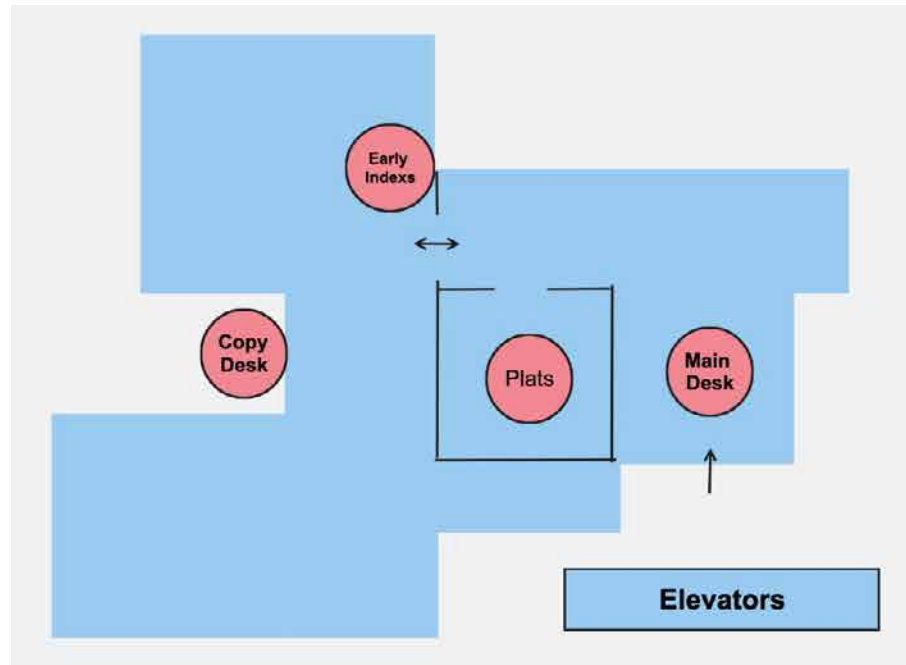 Early
Indexs
Copy
Desk
Plats
Main
Desk
Elevators